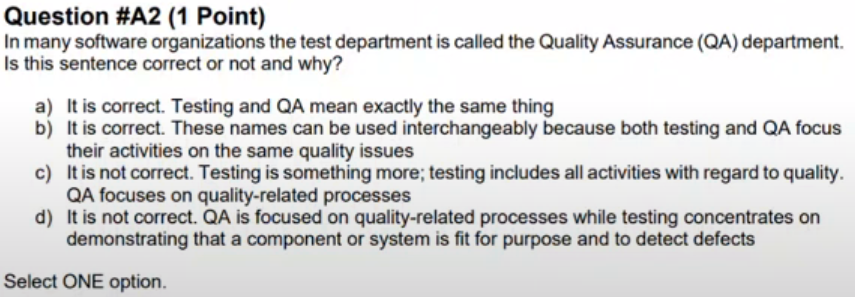 Question #A2 (1 Point)
In many software organizations the test department is called the Quality Assurance (QA) department.
Is this sentence correct or not and why?
a) It is correct. Testing and QA mean exactly the same thing
b) It is correct. These names can be used interchangeably because both testing and QA focus
their activities on the same quality issues
c) It is not correct. Testing is something more; testing includes all activities with regard to quality.
QA focuses on quality-related processes
d) It is not correct. QA is focused on quality-related processes while testing concentrates on
demonstrating that a component or system is fit for purpose and to detect defects
Select ONE option.